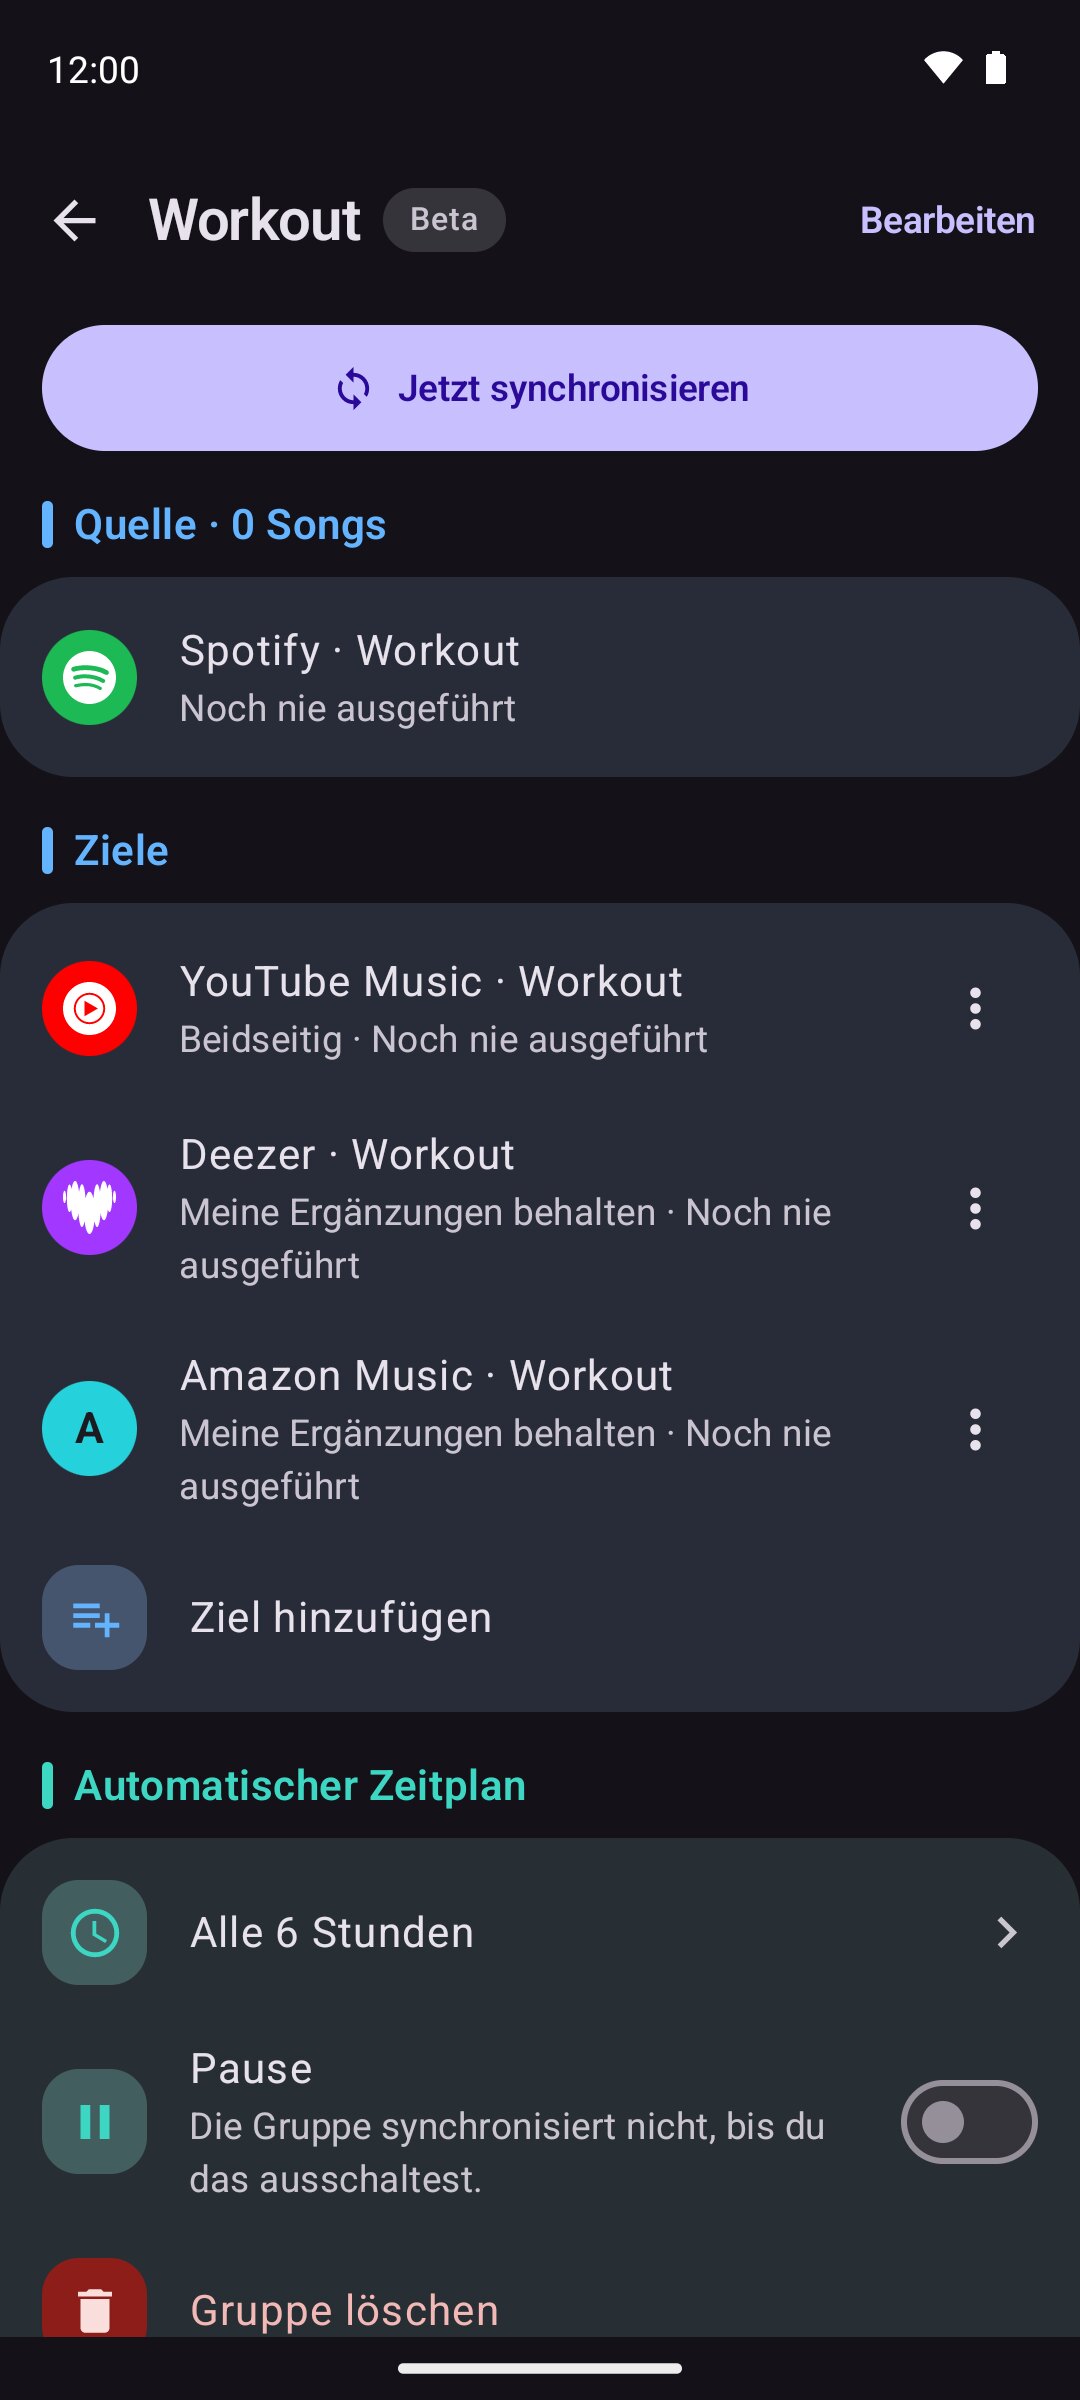 12:00
Workout
Beta
Bearbeiten
Jetzt synchronisieren
Quelle · 0 Songs
Spotify · Workout
Noch nie ausgeführt
Ziele
YouTube Music · Workout
Beidseitig · Noch nie ausgeführt
Deezer · Workout
Meine Ergänzungen behalten · Noch nie
ausgeführt
A
Amazon Music · Workout
Meine Ergänzungen behalten · Noch nie
ausgeführt
Ziel hinzufügen
Automatischer Zeitplan
Alle 6 Stunden
Pause
Die Gruppe synchronisiert nicht, bis du
das ausschaltest.
Gruppe löschen